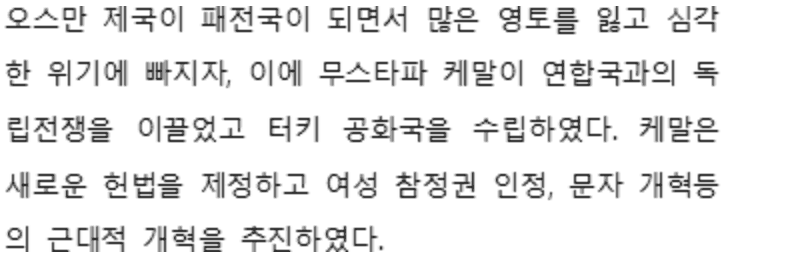 오스만 제국이 패전국이 되면서 많은 영토를 잃고 심각
한 위기에 빠지자, 이에 무스타파 케말이 연합국과의 독
립전쟁을 이끌었고 터키 공화국을 수립하였다. 케말은
새로운 헌법을 제정하고 여성 참정권 인정, 문자 개혁등
의 근대적 개혁을 추진하였다.